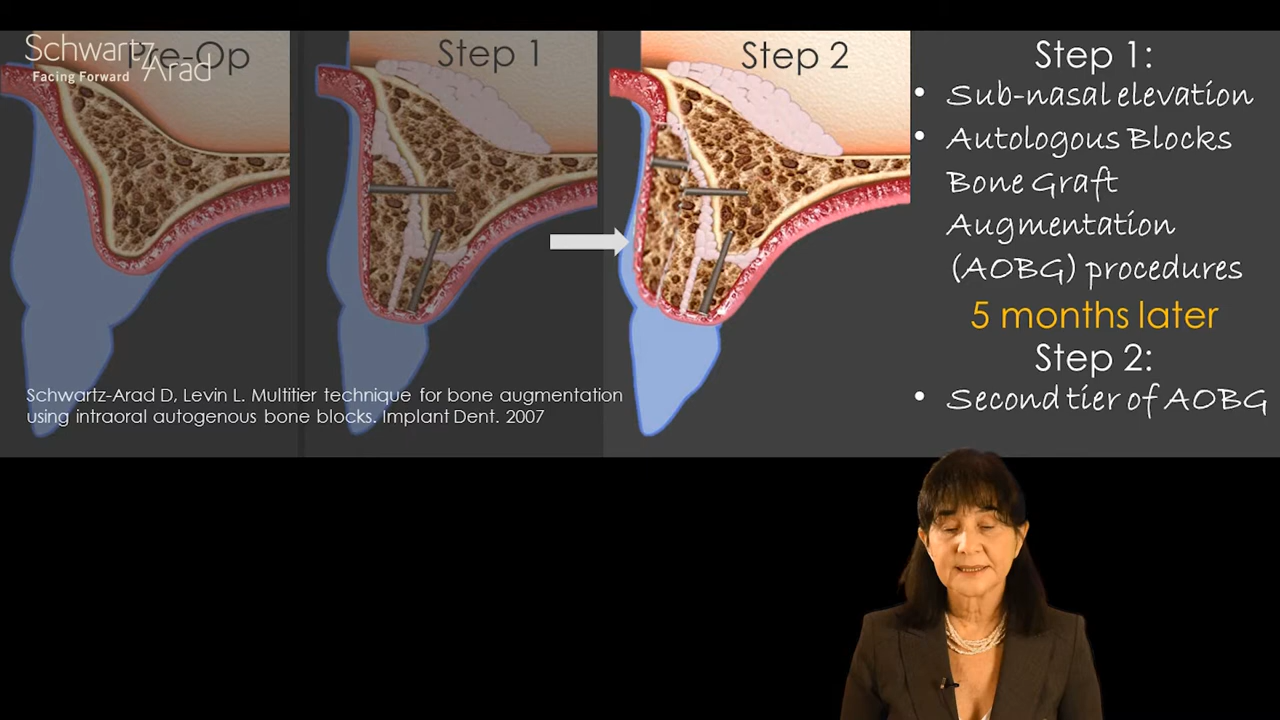 Schwartz
Arad
Facing Forward
Pre-Op
Step 1
Step 2
Step 1:
• Sub-nasal elevation
• Autologous Blocks
Bone Graft
Augmentation
(AOBG) procedures
5 months later
Step 2:
• Second tier of AOBG
Schwartz-Arad D, Levin L. Multitier technique for bone augmentation
using intraoral autogenous bone blocks. Implant Dent. 2007